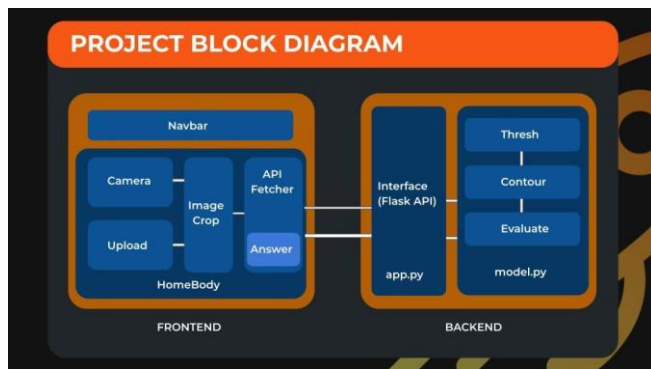 PROJECT BLOCK DIAGRAM
Navbar
Camera
Upload
Image
Crop
API
Fetcher
Answer
HomeBody
FRONTEND
Interface
(Flask API)
app.py
Thresh
Contour
Evaluate
model.py
BACKEND